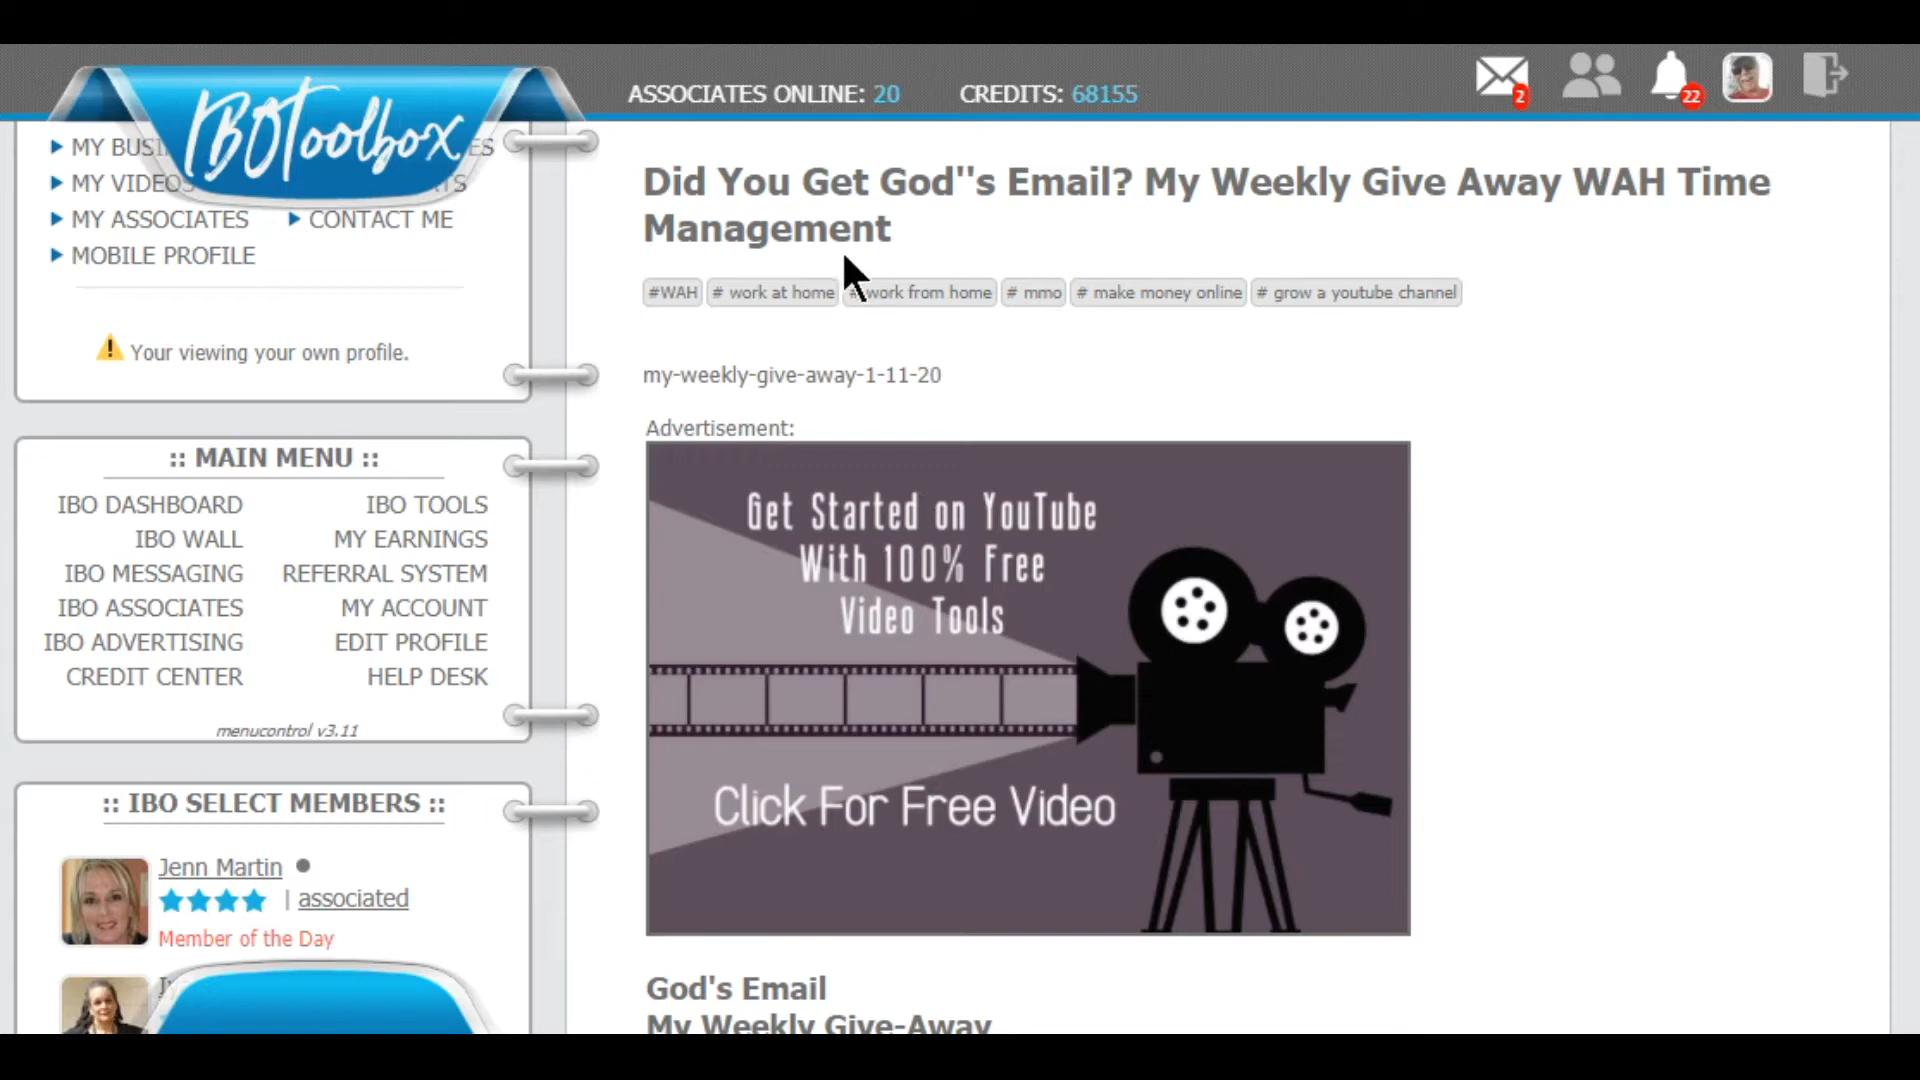 IBOToolbox
ASSOCIATES ONLINE: 20 CREDITS: 68155
2
22
MY VIDEOS
MY ASSOCIATES
CONTACT ME
MOBILE PROFILE
Your viewing your own profile.
:: MAIN MENU ::
IBO DASHBOARD
IBO TOOLS
IBO WALL
MY EARNINGS
IBO MESSAGING
REFERRAL SYSTEM
IBO ASSOCIATES
MY ACCOUNT
IBO ADVERTISING
EDIT PROFILE
CREDIT CENTER
HELP DESK
menucontrol v3.11
:: IBO SELECT MEMBERS ::
Jenn Martin
| associated
Member of the Day
Did You Get God''s Email? My Weekly Give Away WAH Time
Management
#WAH # work at home # work from home # mmo # make money online # grow a youtube channel
my-weekly-give-away-1-11-20
Advertisement:
Get Started on YouTube
With 100% Free
Video Tools
Click For Free Video
God's Email
My Weekly Give-Away